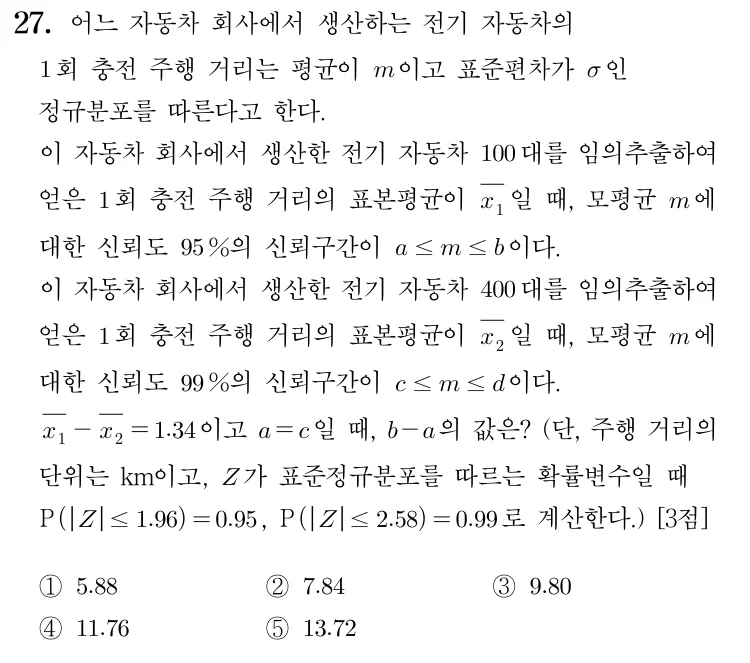 27. 어느 자동차 회사에서 생산하는 전기 자동차의
1회 충전 주행 거리는 평균이 m이고 표준편차가 σ인
정규분포를 따른다고 한다.
이 자동차 회사에서 생산한 전기 자동차 100대를 임의추출하여
얻은 1회 충전 주행 거리의 표본평균이 x̅₁일 때, 모평균 m에
대한 신뢰도 95%의 신뢰구간이 a ≤ m ≤ b이다.
이 자동차 회사에서 생산한 전기 자동차 400대를 임의추출하여
얻은 1회 충전 주행 거리의 표본평균이 x̅₂일 때, 모평균 m에
대한 신뢰도 99%의 신뢰구간이 c ≤ m ≤ d이다.
x̅₁ − x̅₂ = 1.34이고 a = c일 때, b − a의 값은? (단, 주행 거리의
단위는 km이고, Z가 표준정규분포를 따르는 확률변수일 때
P(|Z| ≤ 1.96) = 0.95, P(|Z| ≤ 2.58) = 0.99로 계산한다.) [3점]
① 5.88 ② 7.84 ③ 9.80
④ 11.76 ⑤ 13.72